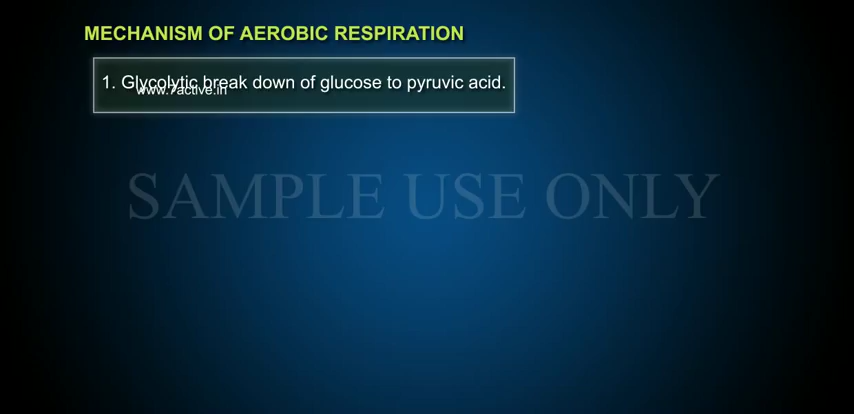 MECHANISM OF AEROBIC RESPIRATION
1. Glycolytic break down of glucose to pyruvic acid.
www.7active.in
SAMPLE USE ONLY